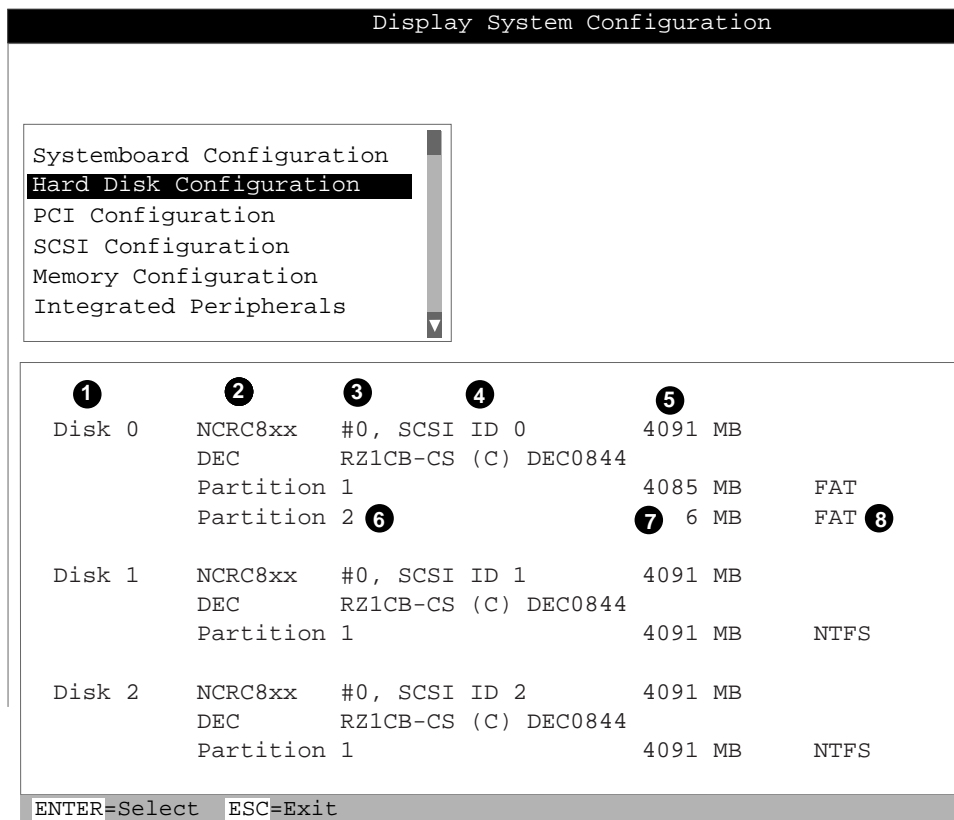 Display System Configuration
Systemboard Configuration
Hard Disk Configuration
PCI Configuration
SCSI Configuration
Memory Configuration
Integrated Peripherals
1 2 3 4 5
Disk 0 NCRC8xx #0, SCSI ID 0 4091 MB
DEC RZ1CB-CS (C) DEC0844
Partition 1 4085 MB FAT
Partition 2 6 7 6 MB FAT 8
Disk 1 NCRC8xx #0, SCSI ID 1 4091 MB
DEC RZ1CB-CS (C) DEC0844
Partition 1 4091 MB NTFS
Disk 2 NCRC8xx #0, SCSI ID 2 4091 MB
DEC RZ1CB-CS (C) DEC0844
Partition 1 4091 MB NTFS
ENTER=Select ESC=Exit